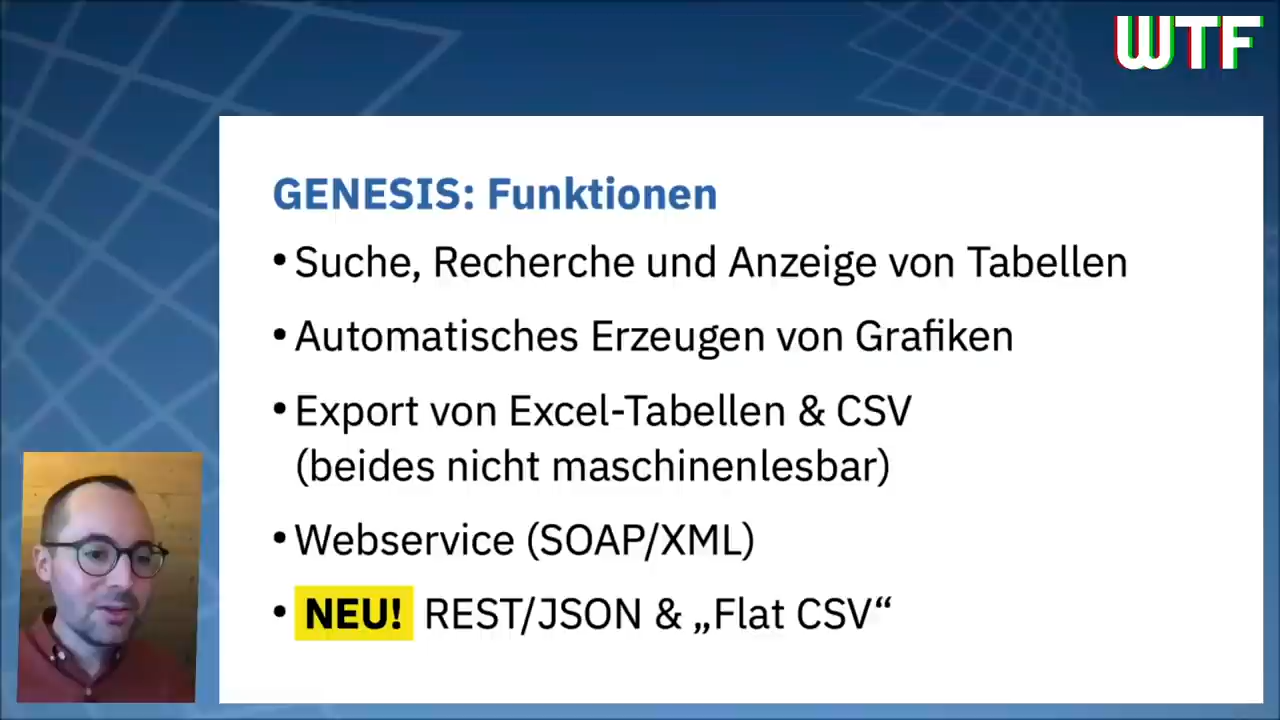 WTF
GENESIS: Funktionen
• Suche, Recherche und Anzeige von Tabellen
• Automatisches Erzeugen von Grafiken
• Export von Excel-Tabellen & CSV
(beides nicht maschinenlesbar)
• Webservice (SOAP/XML)
• NEU! REST/JSON & „Flat CSV“